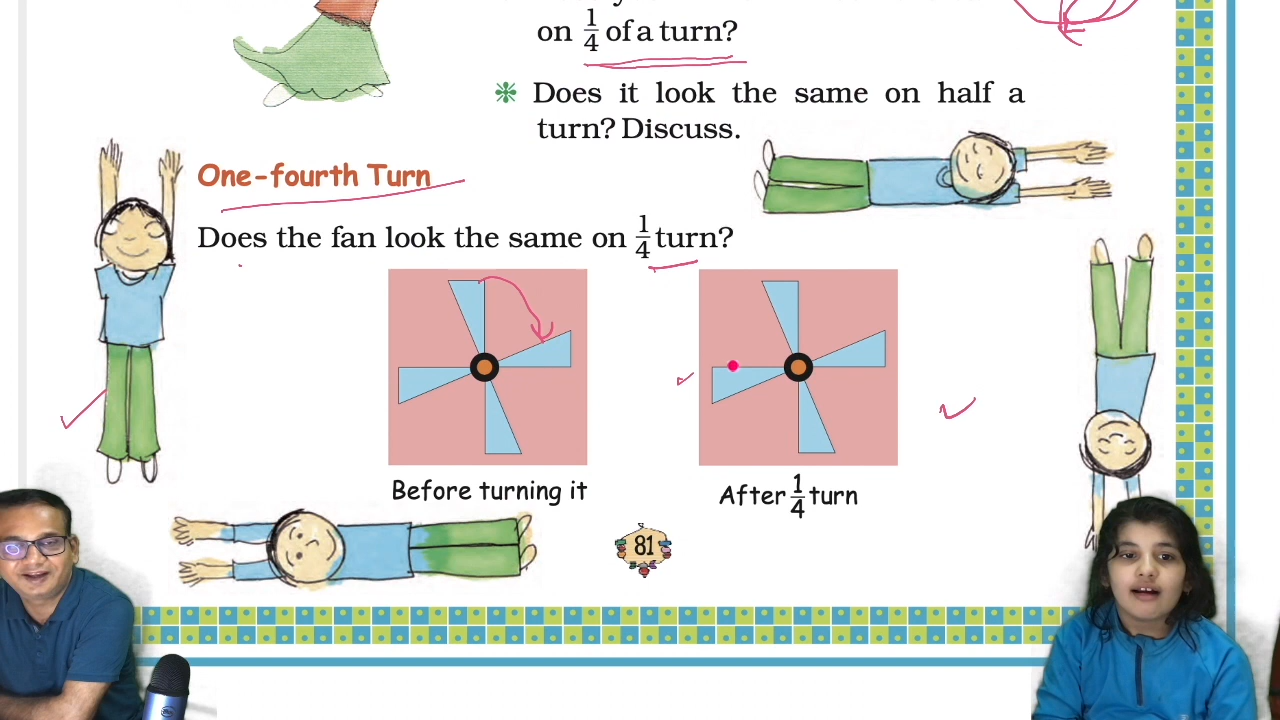 on 1/4 of a turn?
❇ Does it look the same on half a
turn? Discuss.
One-fourth Turn
Does the fan look the same on 1/4 turn?
Before turning it
After 1/4 turn
81